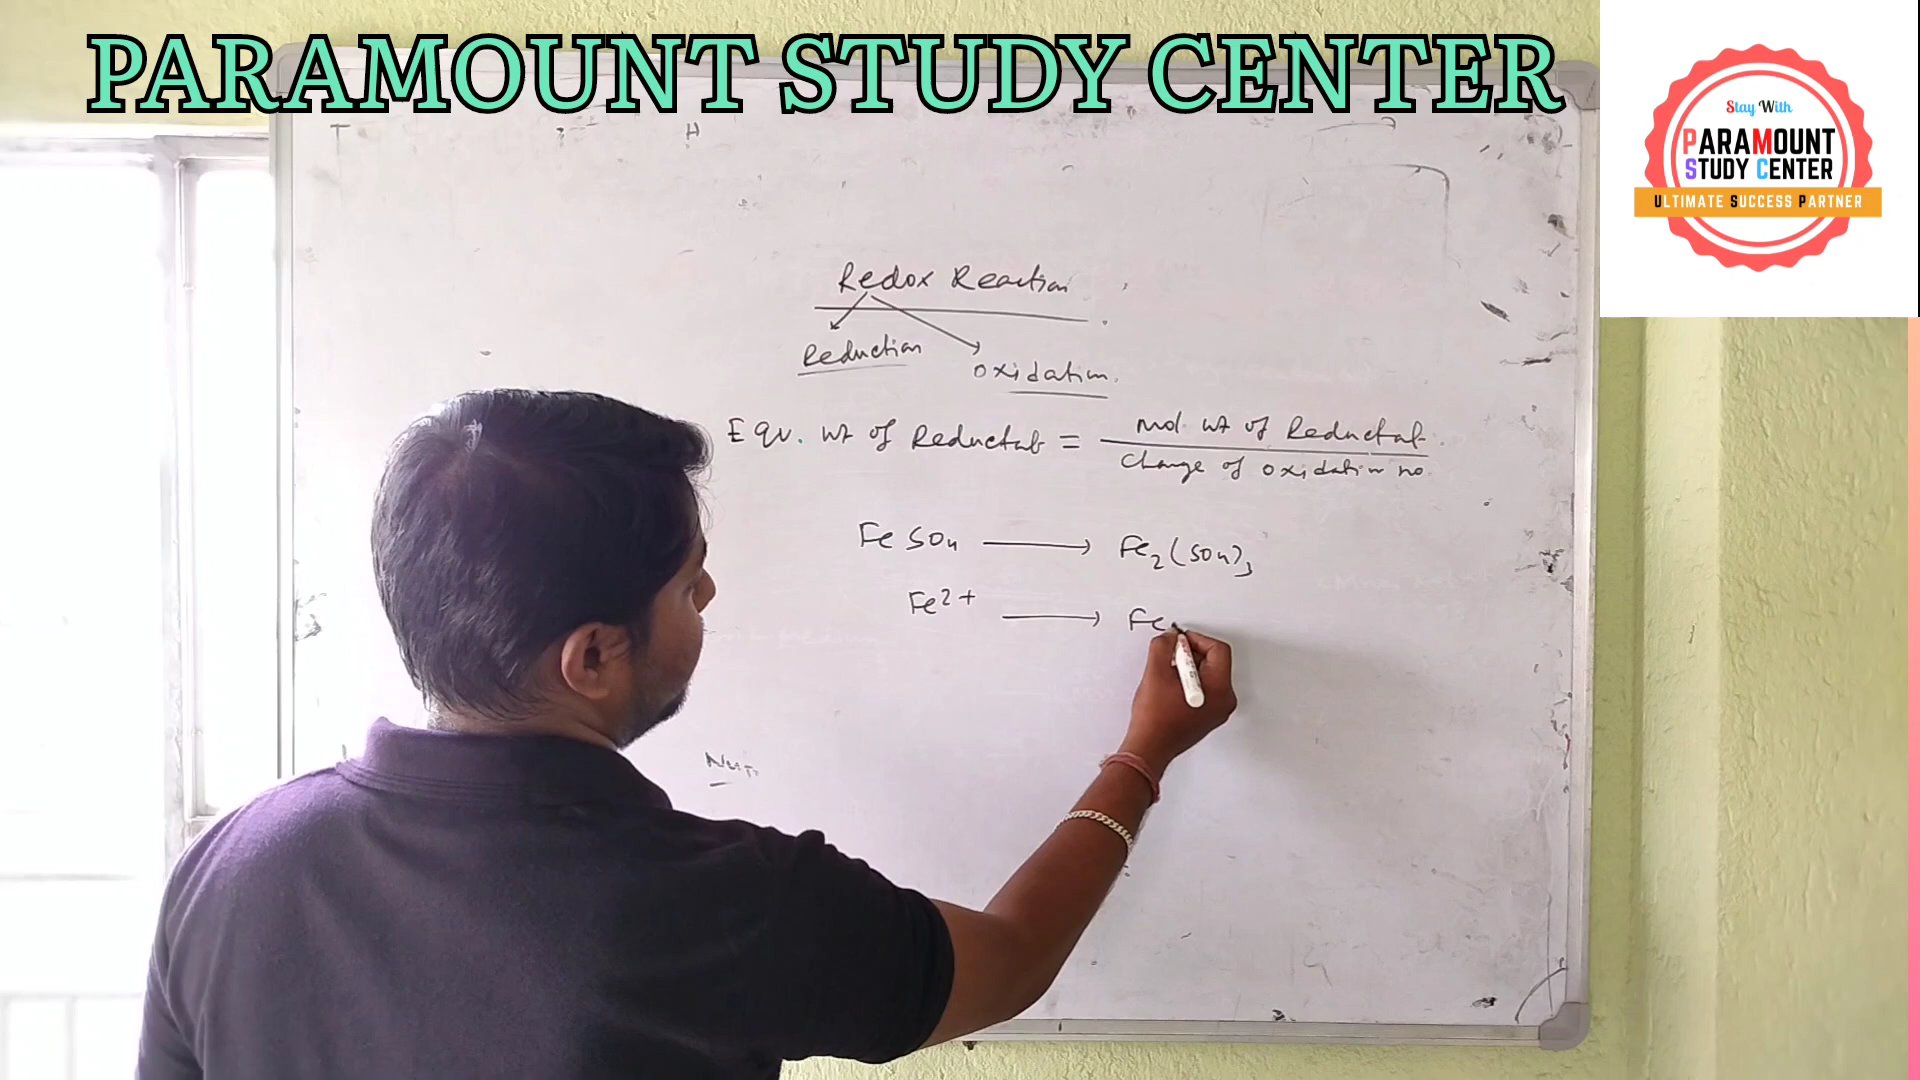 PARAMOUNT STUDY CENTER
Stay With
PARAMOUNT
STUDY CENTER
ULTIMATE SUCCESS PARTNER
T H
Redox Reaction
Reduction
oxidation.
Equ. wt of Reductant = mol. wt of Reductant
change of oxidation no.
FeSO4 → Fe2(SO4)3
Fe2+ → Fe